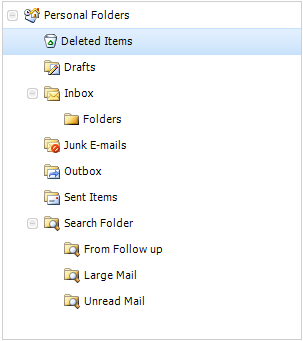 Personal Folders
Deleted Items
Drafts
Inbox
Folders
Junk E-mails
Outbox
Sent Items
Search Folder
From Follow up
Large Mail
Unread Mail